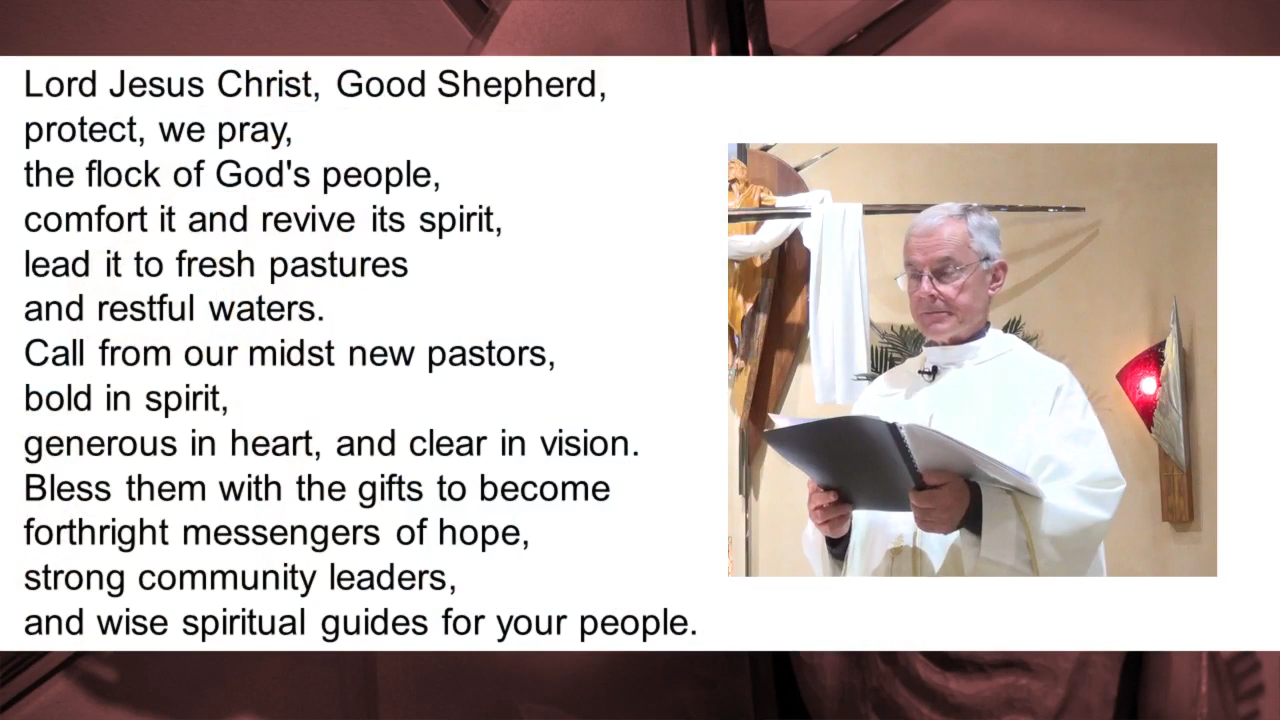 Lord Jesus Christ, Good Shepherd,
protect, we pray,
the flock of God's people,
comfort it and revive its spirit,
lead it to fresh pastures
and restful waters.
Call from our midst new pastors,
bold in spirit,
generous in heart, and clear in vision.
Bless them with the gifts to become
forthright messengers of hope,
strong community leaders,
and wise spiritual guides for your people.